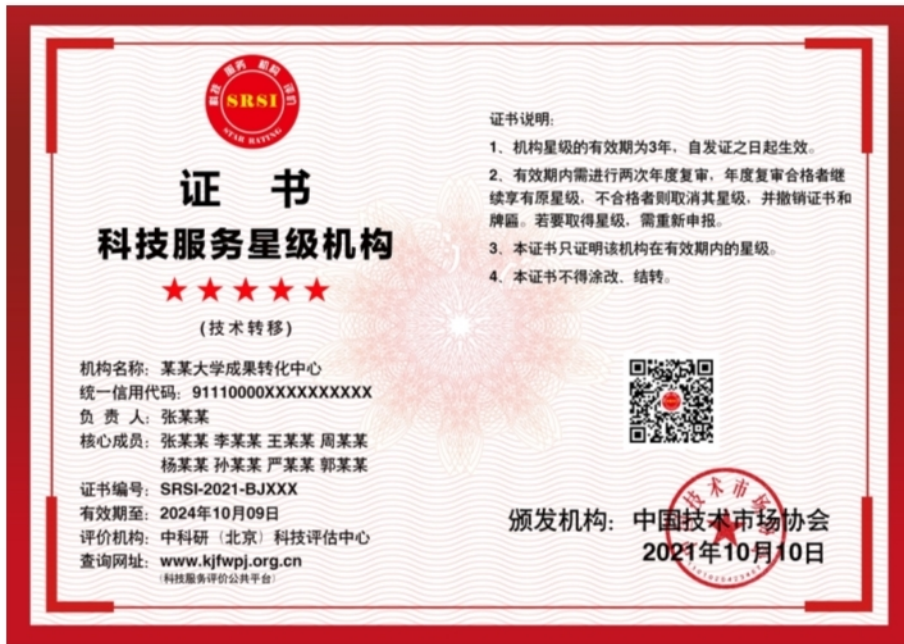 科技 服务 机构 评价
SRSI
STAR RATING
证 书
科技服务星级机构
(技术转移)
机构名称：某某大学成果转化中心
统一信用代码：91110000XXXXXXXXXX
负 责 人：张某某
核心成员：张某某 李某某 王某某 周某某
杨某某 孙某某 严某某 郭某某
证书编号：SRSI-2021-BJXXX
有效期至：2024年10月09日
评价机构：中科研（北京）科技评估中心
查询网址：www.kjfwpj.org.cn
(科技服务评价公共平台)
证书说明：
1、机构星级的有效期为3年，自发证之日起生效。
2、有效期内需进行两次年度复审，年度复审合格者继
续享有原星级，不合格者则取消其星级，并撤销证书和
牌匾。若要取得星级，需重新申报。
3、本证书只证明该机构在有效期内的星级。
4、本证书不得涂改、结转。
颁发机构：中国技术市场协会
2021年10月10日